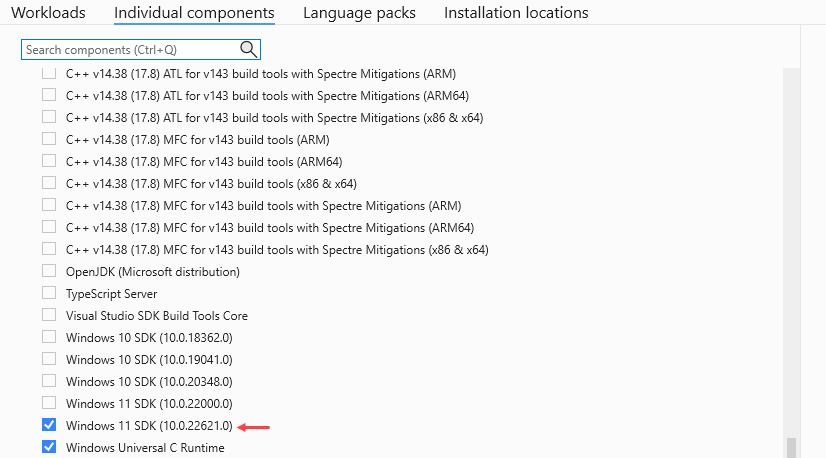 Workloads Individual components Language packs Installation locations
Search components (Ctrl+Q)
C++ v14.38 (17.8) ATL for v143 build tools with Spectre Mitigations (ARM)
C++ v14.38 (17.8) ATL for v143 build tools with Spectre Mitigations (ARM64)
C++ v14.38 (17.8) ATL for v143 build tools with Spectre Mitigations (x86 & x64)
C++ v14.38 (17.8) MFC for v143 build tools (ARM)
C++ v14.38 (17.8) MFC for v143 build tools (ARM64)
C++ v14.38 (17.8) MFC for v143 build tools (x86 & x64)
C++ v14.38 (17.8) MFC for v143 build tools with Spectre Mitigations (ARM)
C++ v14.38 (17.8) MFC for v143 build tools with Spectre Mitigations (ARM64)
C++ v14.38 (17.8) MFC for v143 build tools with Spectre Mitigations (x86 & x64)
OpenJDK (Microsoft distribution)
TypeScript Server
Visual Studio SDK Build Tools Core
Windows 10 SDK (10.0.18362.0)
Windows 10 SDK (10.0.19041.0)
Windows 10 SDK (10.0.20348.0)
Windows 11 SDK (10.0.22000.0)
Windows 11 SDK (10.0.22621.0)
Windows Universal C Runtime